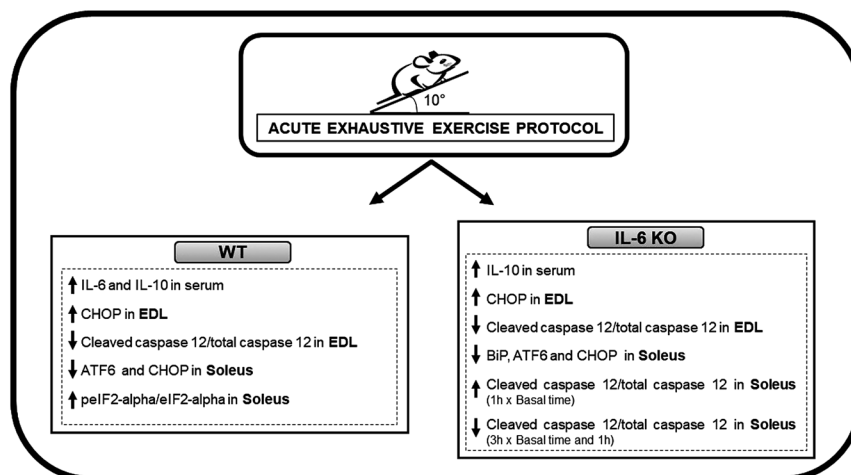 10°
ACUTE EXHAUSTIVE EXERCISE PROTOCOL
WT
IL-6 and IL-10 in serum
CHOP in EDL
Cleaved caspase 12/total caspase 12 in EDL
ATF6 and CHOP in Soleus
peIF2-alpha/eIF2-alpha in Soleus
IL-6 KO
IL-10 in serum
CHOP in EDL
Cleaved caspase 12/total caspase 12 in EDL
BiP, ATF6 and CHOP in Soleus
Cleaved caspase 12/total caspase 12 in Soleus
(1h x Basal time)
Cleaved caspase 12/total caspase 12 in Soleus
(3h x Basal time and 1h)